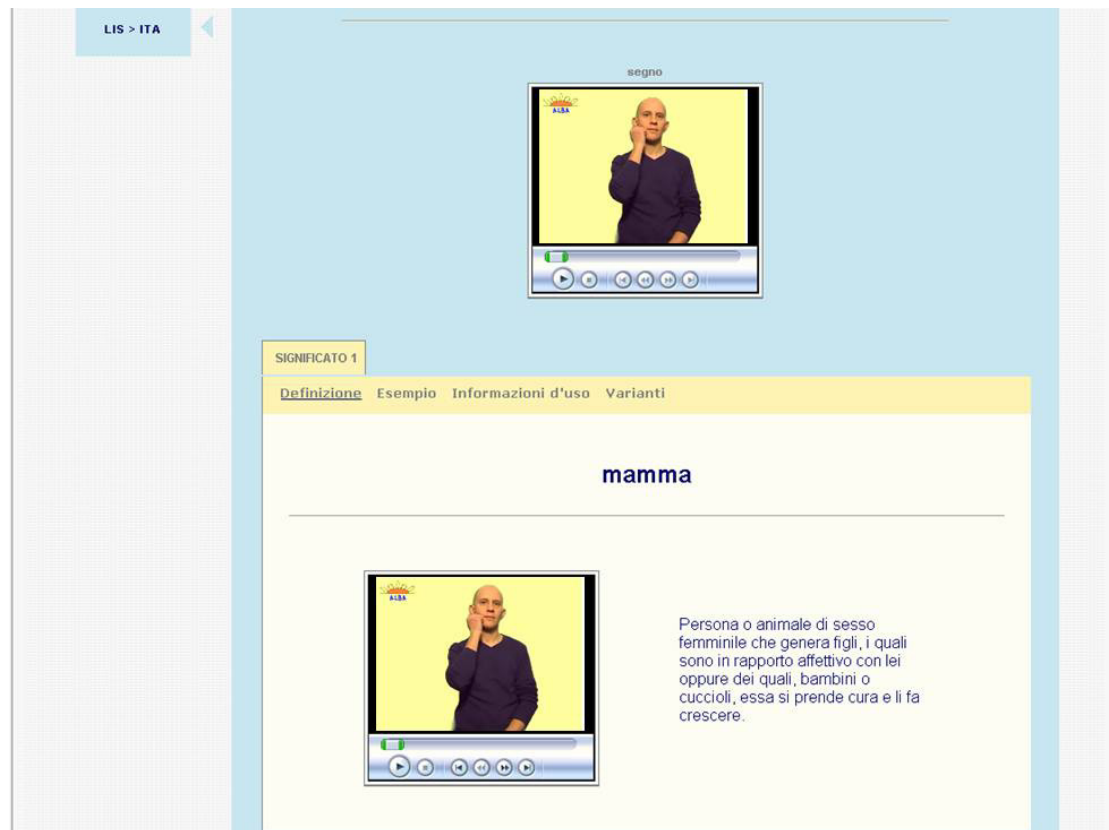 LIS > ITA
segno
ALBA
SIGNIFICATO 1
Definizione Esempio Informazioni d'uso Varianti
mamma
ALBA
Persona o animale di sesso
femminile che genera figli, i quali
sono in rapporto affettivo con lei
oppure dei quali, bambini o
cuccioli, essa si prende cura e li fa
crescere.